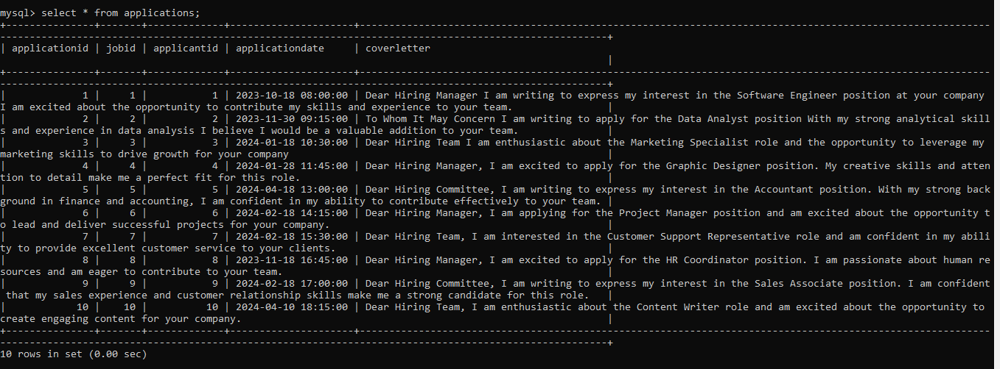 mysql> select * from applications;
+---------------+-------+-------------+---------------------+-----------------------------------------------------------------------------------------------------------
-------------------------------------------------------------------------------------------------------+
| applicationid | jobid | applicantid | applicationdate     | coverletter
                                                                                                       |
+---------------+-------+-------------+---------------------+-----------------------------------------------------------------------------------------------------------
-------------------------------------------------------------------------------------------------------+
|             1 |     1 |           1 | 2023-10-18 08:00:00 | Dear Hiring Manager I am writing to express my interest in the Software Engineer position at your company
I am excited about the opportunity to contribute my skills and experience to your team.                |
|             2 |     2 |           2 | 2023-11-30 09:15:00 | To Whom It May Concern I am writing to apply for the Data Analyst position With my strong analytical skill
s and experience in data analysis I believe I would be a valuable addition to your team.               |
|             3 |     3 |           3 | 2024-01-18 10:30:00 | Dear Hiring Team I am enthusiastic about the Marketing Specialist role and the opportunity to leverage my
marketing skills to drive growth for your company                                                      |
|             4 |     4 |           4 | 2024-01-28 11:45:00 | Dear Hiring Manager, I am excited to apply for the Graphic Designer position. My creative skills and atten
tion to detail make me a perfect fit for this role.                                                    |
|             5 |     5 |           5 | 2024-04-18 13:00:00 | Dear Hiring Committee, I am writing to express my interest in the Accountant position. With my strong back
ground in finance and accounting, I am confident in my ability to contribute effectively to your team. |
|             6 |     6 |           6 | 2024-02-18 14:15:00 | Dear Hiring Manager, I am applying for the Project Manager position and am excited about the opportunity t
o lead and deliver successful projects for your company.                                               |
|             7 |     7 |           7 | 2024-02-18 15:30:00 | Dear Hiring Team, I am interested in the Customer Support Representative role and am confident in my abili
ty to provide excellent customer service to your clients.                                              |
|             8 |     8 |           8 | 2023-11-18 16:45:00 | Dear Hiring Manager, I am excited to apply for the HR Coordinator position. I am passionate about human re
sources and am eager to contribute to your team.                                                       |
|             9 |     9 |           9 | 2024-02-18 17:00:00 | Dear Hiring Committee, I am writing to express my interest in the Sales Associate position. I am confident
 that my sales experience and customer relationship skills make me a strong candidate for this role.   |
|            10 |    10 |          10 | 2024-04-10 18:15:00 | Dear Hiring Team, I am enthusiastic about the Content Writer role and am excited about the opportunity to
create engaging content for your company.                                                              |
+---------------+-------+-------------+---------------------+-----------------------------------------------------------------------------------------------------------
-------------------------------------------------------------------------------------------------------+
10 rows in set (0.00 sec)